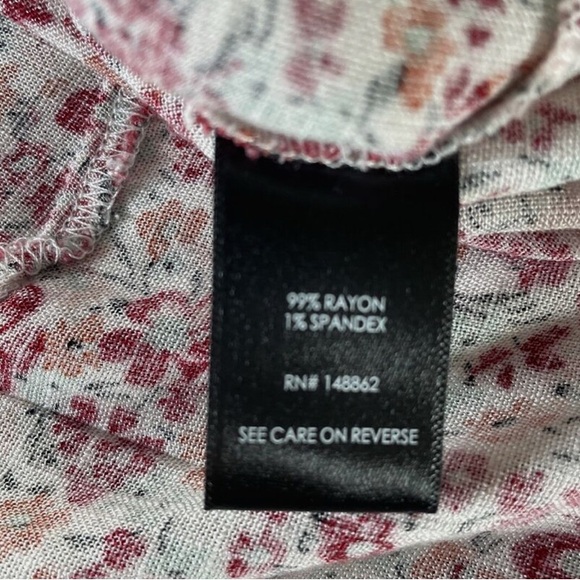 99% RAYON
1% SPANDEX
RN# 148862
SEE CARE ON REVERSE